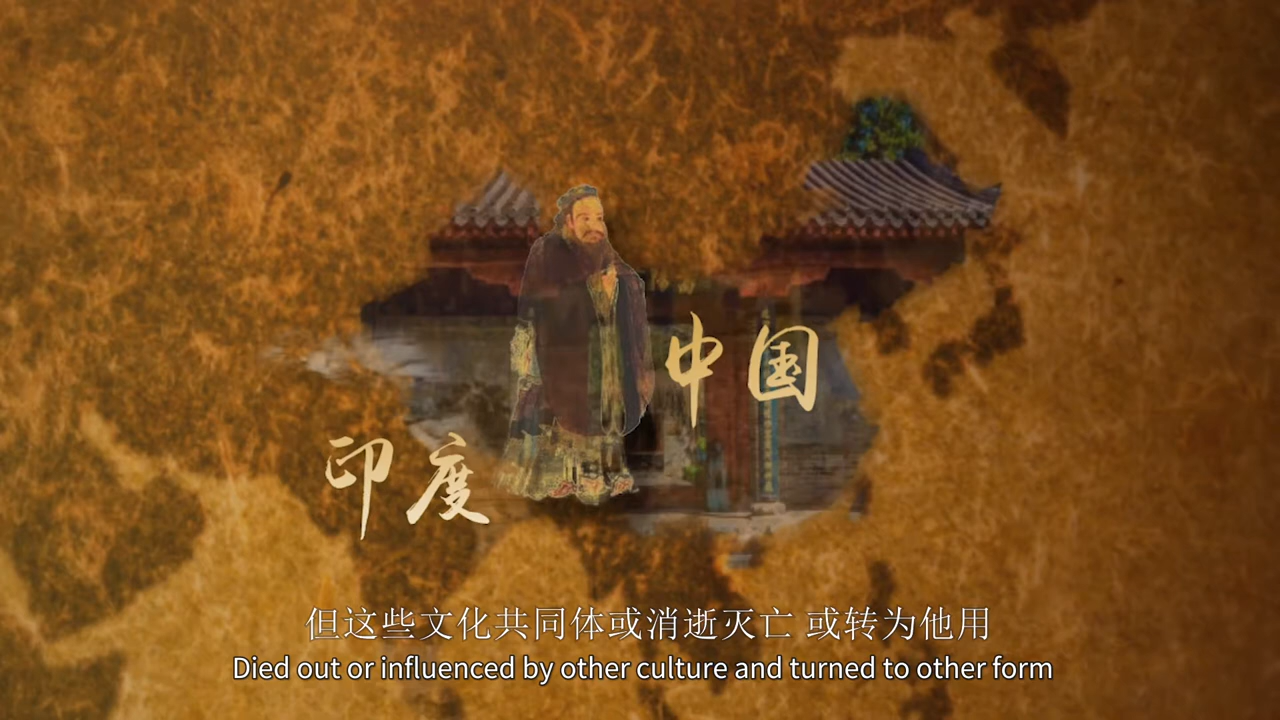 中国
印度
但这些文化共同体或消逝灭亡 或转为他用
Died out or influenced by other culture and turned to other form